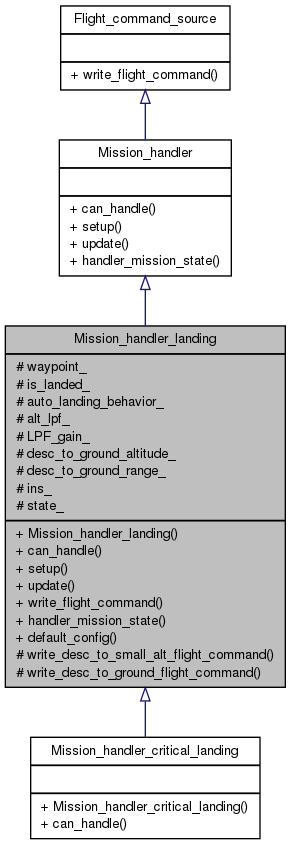 Flight_command_source
+ write_flight_command()
Mission_handler
+ can_handle()
+ setup()
+ update()
+ handler_mission_state()
Mission_handler_landing
# waypoint_
# is_landed_
# auto_landing_behavior_
# alt_lpf_
# LPF_gain_
# desc_to_ground_altitude_
# desc_to_ground_range_
# ins_
# state_
+ Mission_handler_landing()
+ can_handle()
+ setup()
+ update()
+ write_flight_command()
+ handler_mission_state()
+ default_config()
# write_desc_to_small_alt_flight_command()
# write_desc_to_ground_flight_command()
Mission_handler_critical_landing
+ Mission_handler_critical_landing()
+ can_handle()